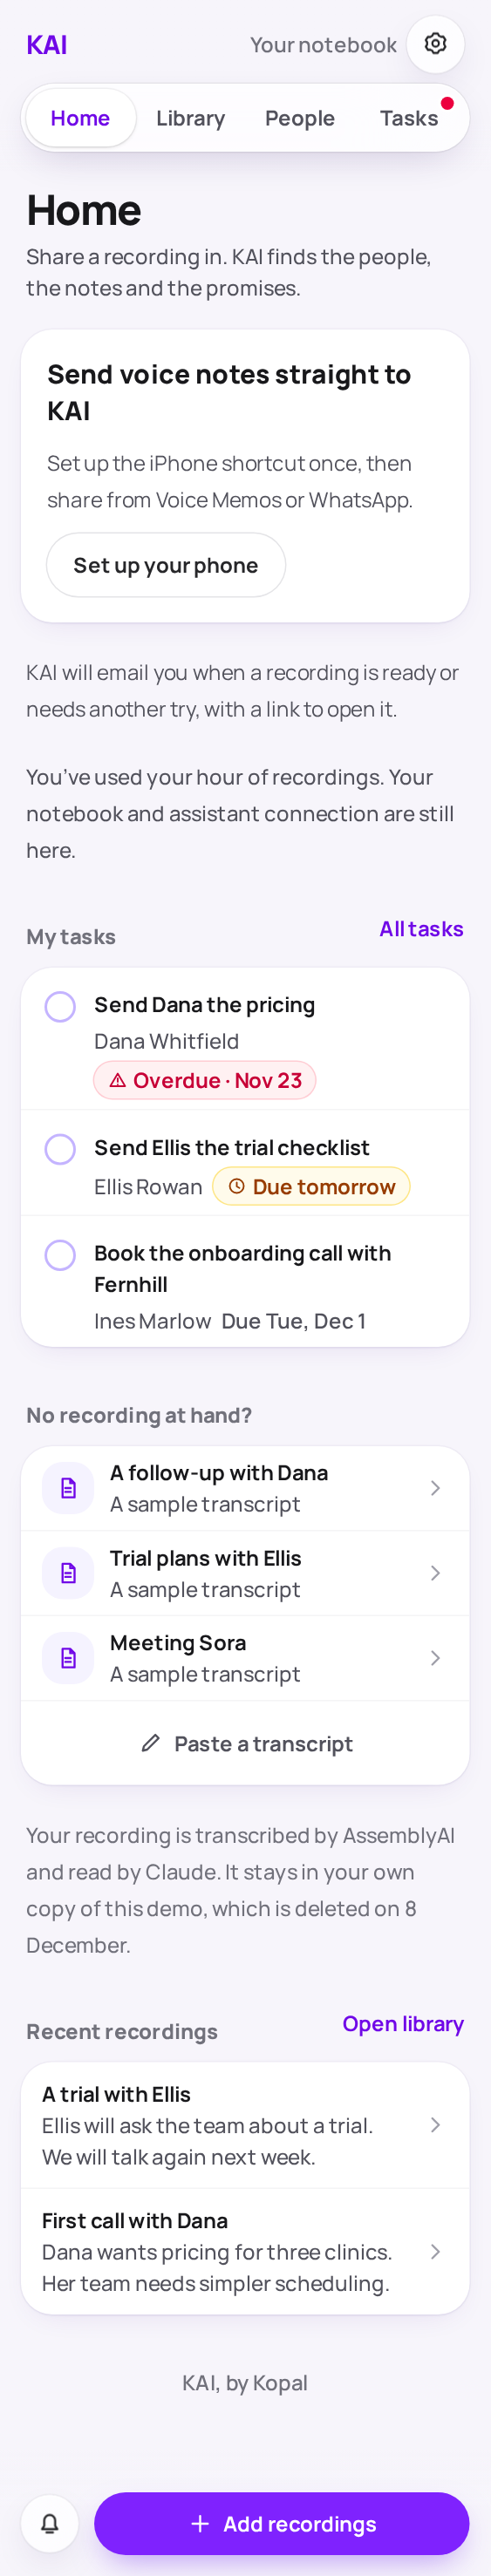 KAI
Your notebook
Home
Library
People
Tasks
Home
Share a recording in. KAI finds the people,
the notes and the promises.
Send voice notes straight to
KAI
Set up the iPhone shortcut once, then
share from Voice Memos or WhatsApp.
Set up your phone
KAI will email you when a recording is ready or
needs another try, with a link to open it.
You’ve used your hour of recordings. Your
notebook and assistant connection are still
here.
My tasks
All tasks
Send Dana the pricing
Dana Whitfield
Overdue · Nov 23
Send Ellis the trial checklist
Ellis Rowan
Due tomorrow
Book the onboarding call with
Fernhill
Ines Marlow Due Tue, Dec 1
No recording at hand?
A follow-up with Dana
A sample transcript
Trial plans with Ellis
A sample transcript
Meeting Sora
A sample transcript
Paste a transcript
Your recording is transcribed by AssemblyAI
and read by Claude. It stays in your own
copy of this demo, which is deleted on 8
December.
Recent recordings
Open library
A trial with Ellis
Ellis will ask the team about a trial.
We will talk again next week.
First call with Dana
Dana wants pricing for three clinics.
Her team needs simpler scheduling.
KAI, by Kopal
Add recordings